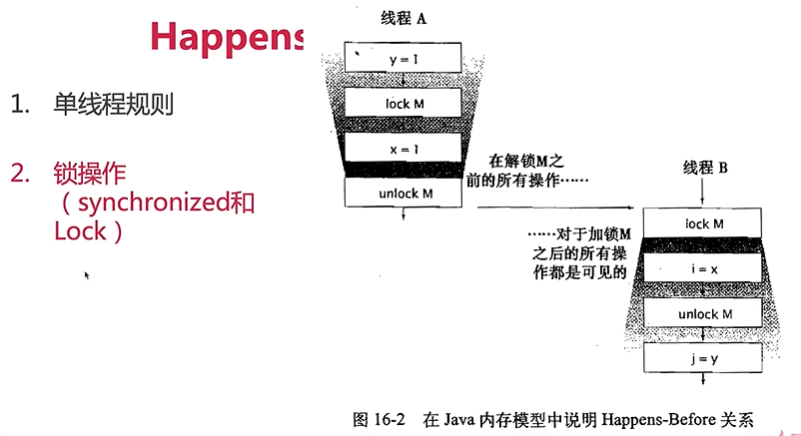 Happens
1. 单线程规则
2. 锁操作
（synchronized和
Lock）
线程 A
y = 1
lock M
x = 1
unlock M
在解锁M之
前的所有操作……
线程 B
……对于加锁M
之后的所有操
作都是可见的
lock M
i = x
unlock M
j = y
图 16-2 在 Java 内存模型中说明 Happens-Before 关系